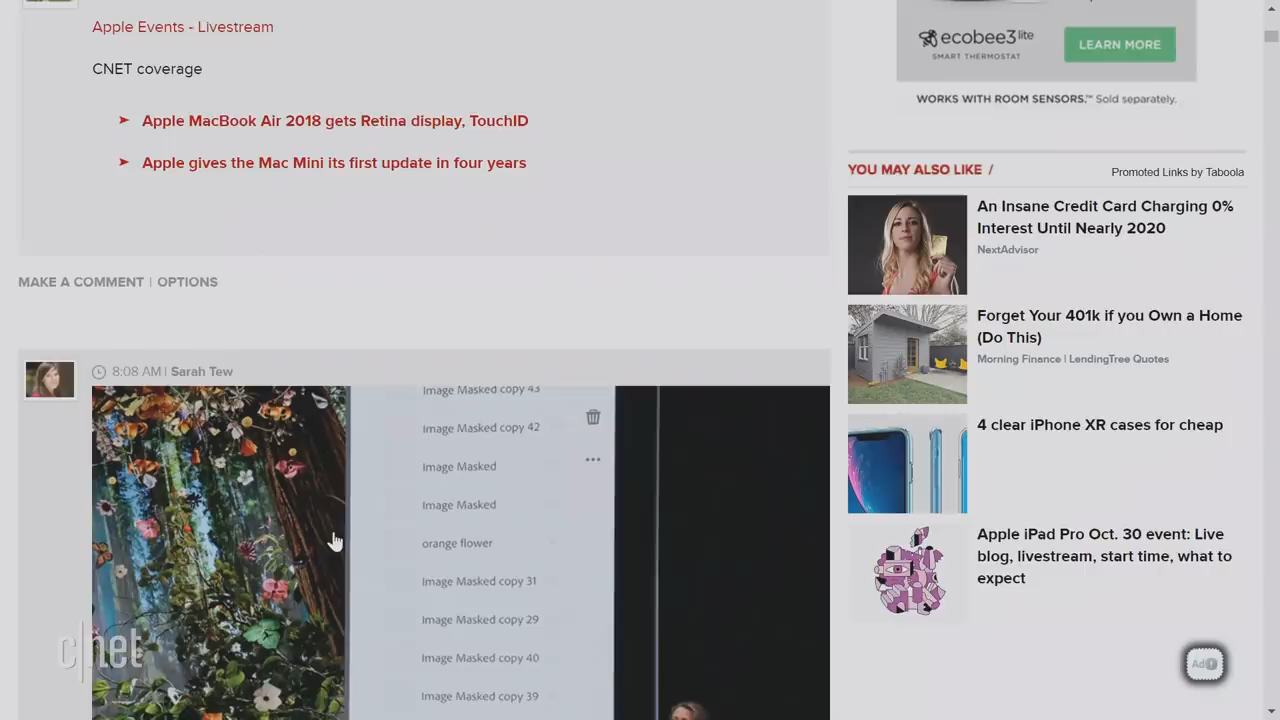 Apple Events - Livestream
CNET coverage
➤ Apple MacBook Air 2018 gets Retina display, TouchID
➤ Apple gives the Mac Mini its first update in four years
MAKE A COMMENT | OPTIONS
8:08 AM | Sarah Tew
Image Masked copy 43
Image Masked copy 42
Image Masked
Image Masked
orange flower
Image Masked copy 31
Image Masked copy 29
Image Masked copy 40
Image Masked copy 39
c|net
ecobee3 lite
SMART THERMOSTAT
LEARN MORE
WORKS WITH ROOM SENSORS.™ Sold separately.
YOU MAY ALSO LIKE /
Promoted Links by Taboola
An Insane Credit Card Charging 0%
Interest Until Nearly 2020
NextAdvisor
Forget Your 401k if you Own a Home
(Do This)
Morning Finance | LendingTree Quotes
4 clear iPhone XR cases for cheap
Apple iPad Pro Oct. 30 event: Live
blog, livestream, start time, what to
expect
Ad